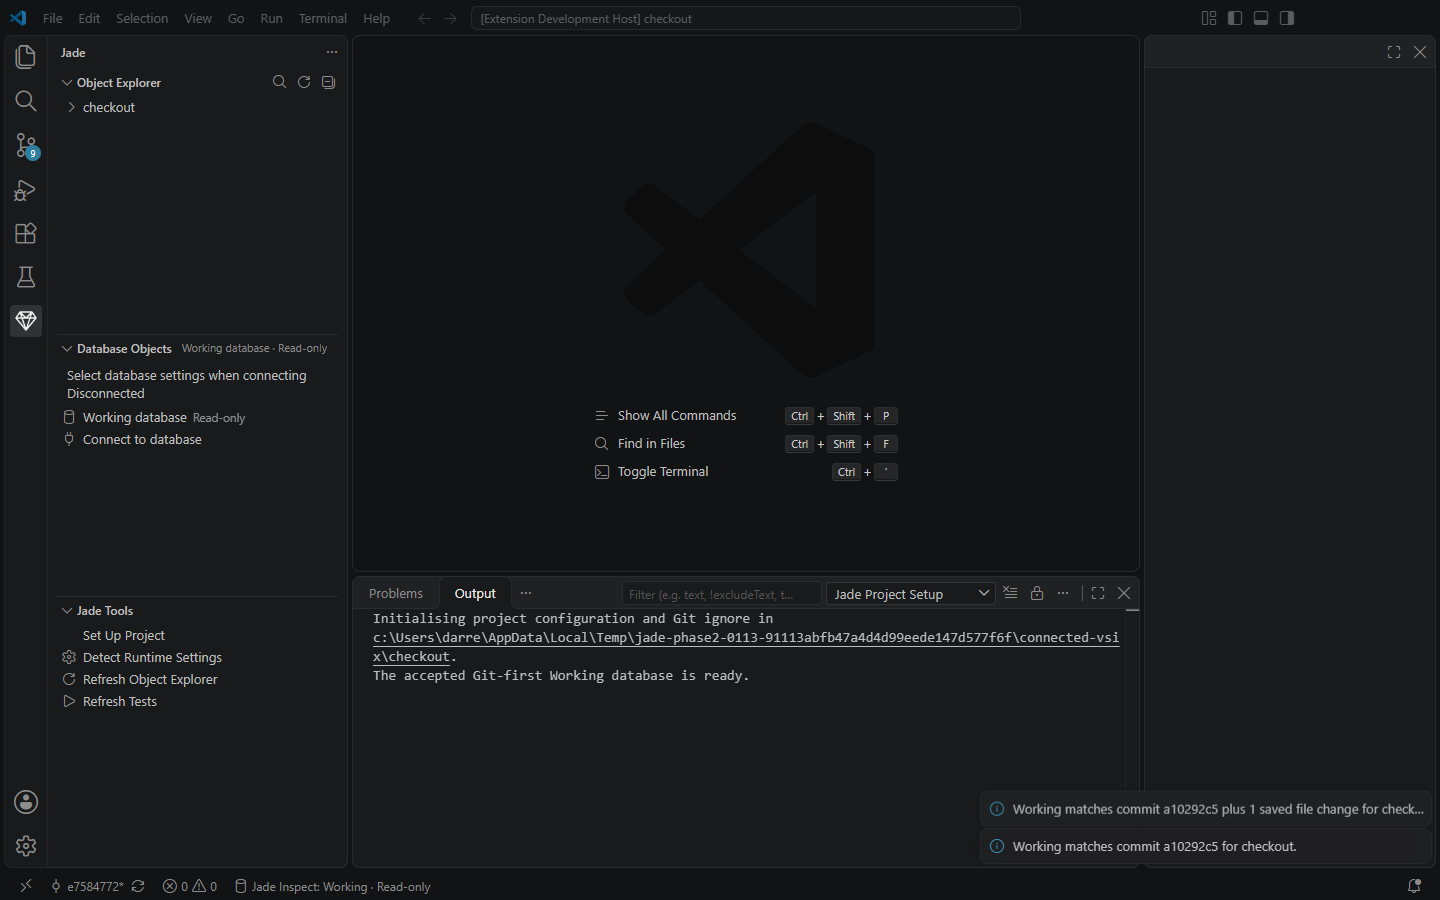 File Edit Selection View Go Run Terminal Help
[Extension Development Host] checkout
Jade
Object Explorer
checkout
9
Database Objects Working database · Read-only
Select database settings when connecting
Disconnected
Working database Read-only
Connect to database
Jade Tools
Set Up Project
Detect Runtime Settings
Refresh Object Explorer
Refresh Tests
Show All Commands Ctrl + Shift + P
Find in Files Ctrl + Shift + F
Toggle Terminal Ctrl + `
Problems Output
Filter (e.g. text, !excludeText, t...
Jade Project Setup
Initialising project configuration and Git ignore in
c:\Users\darre\AppData\Local\Temp\jade-phase2-0113-91113abfb47a4d4d99eede147d577f6f\connected-vsi
x\checkout.
The accepted Git-first Working database is ready.
Working matches commit a10292c5 plus 1 saved file change for check...
Working matches commit a10292c5 for checkout.
e7584772* 0 0 Jade Inspect: Working · Read-only